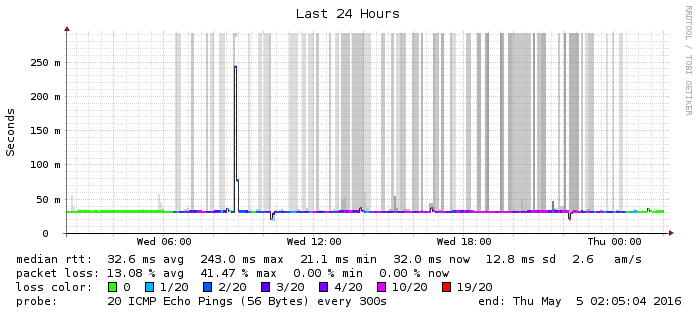 Last 24 Hours
RRDTOOL / TOBI OETIKER
Seconds
250 m
200 m
150 m
100 m
50 m
0
Wed 06:00 Wed 12:00 Wed 18:00 Thu 00:00
median rtt: 32.6 ms avg 243.0 ms max 21.1 ms min 32.0 ms now 12.8 ms sd 2.6 am/s
packet loss: 13.08 % avg 41.47 % max 0.00 % min 0.00 % now
loss color: 0 1/20 2/20 3/20 4/20 10/20 19/20
probe: 20 ICMP Echo Pings (56 Bytes) every 300s end: Thu May 5 02:05:04 2016